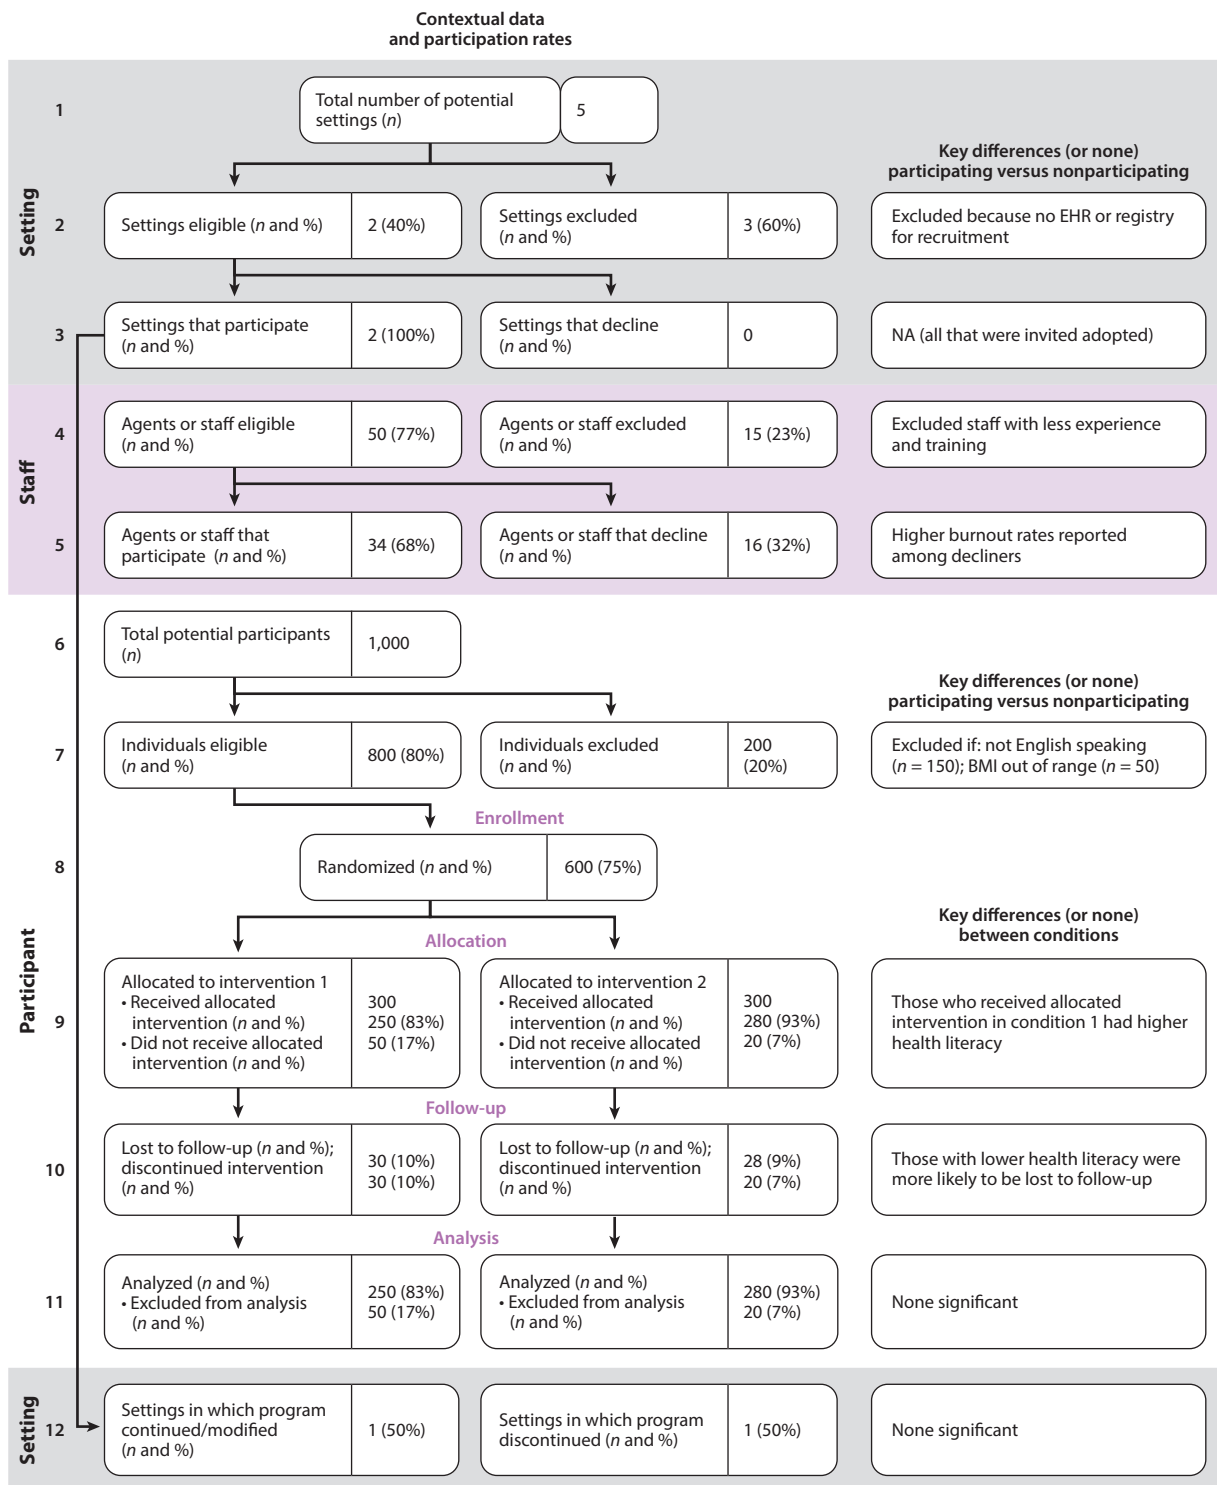 Contextual data
and participation rates
Setting
1
Total number of potential
settings (n)
5
Key differences (or none)
participating versus nonparticipating
2
Settings eligible (n and %)
2 (40%)
Settings excluded
(n and %)
3 (60%)
Excluded because no EHR or registry
for recruitment
3
Settings that participate
(n and %)
2 (100%)
Settings that decline
(n and %)
0
NA (all that were invited adopted)
Staff
4
Agents or staff eligible
(n and %)
50 (77%)
Agents or staff excluded
(n and %)
15 (23%)
Excluded staff with less experience
and training
5
Agents or staff that
participate (n and %)
34 (68%)
Agents or staff that decline
(n and %)
16 (32%)
Higher burnout rates reported
among decliners
Participant
6
Total potential participants
(n)
1,000
Key differences (or none)
participating versus nonparticipating
7
Individuals eligible
(n and %)
800 (80%)
Individuals excluded
(n and %)
200
(20%)
Excluded if: not English speaking
(n = 150); BMI out of range (n = 50)
Enrollment
8
Randomized (n and %)
600 (75%)
Key differences (or none)
between conditions
Allocation
9
Allocated to intervention 1
• Received allocated
intervention (n and %)
• Did not receive allocated
intervention (n and %)
300
250 (83%)
50 (17%)
Allocated to intervention 2
• Received allocated
intervention (n and %)
• Did not receive allocated
intervention (n and %)
300
280 (93%)
20 (7%)
Those who received allocated
intervention in condition 1 had higher
health literacy
Follow-up
10
Lost to follow-up (n and %);
discontinued intervention
(n and %)
30 (10%)
30 (10%)
Lost to follow-up (n and %);
discontinued intervention
(n and %)
28 (9%)
20 (7%)
Those with lower health literacy were
more likely to be lost to follow-up
Analysis
11
Analyzed (n and %)
• Excluded from analysis
(n and %)
250 (83%)
50 (17%)
Analyzed (n and %)
• Excluded from analysis
(n and %)
280 (93%)
20 (7%)
None significant
Setting
12
Settings in which program
continued/modified
(n and %)
1 (50%)
Settings in which program
discontinued (n and %)
1 (50%)
None significant